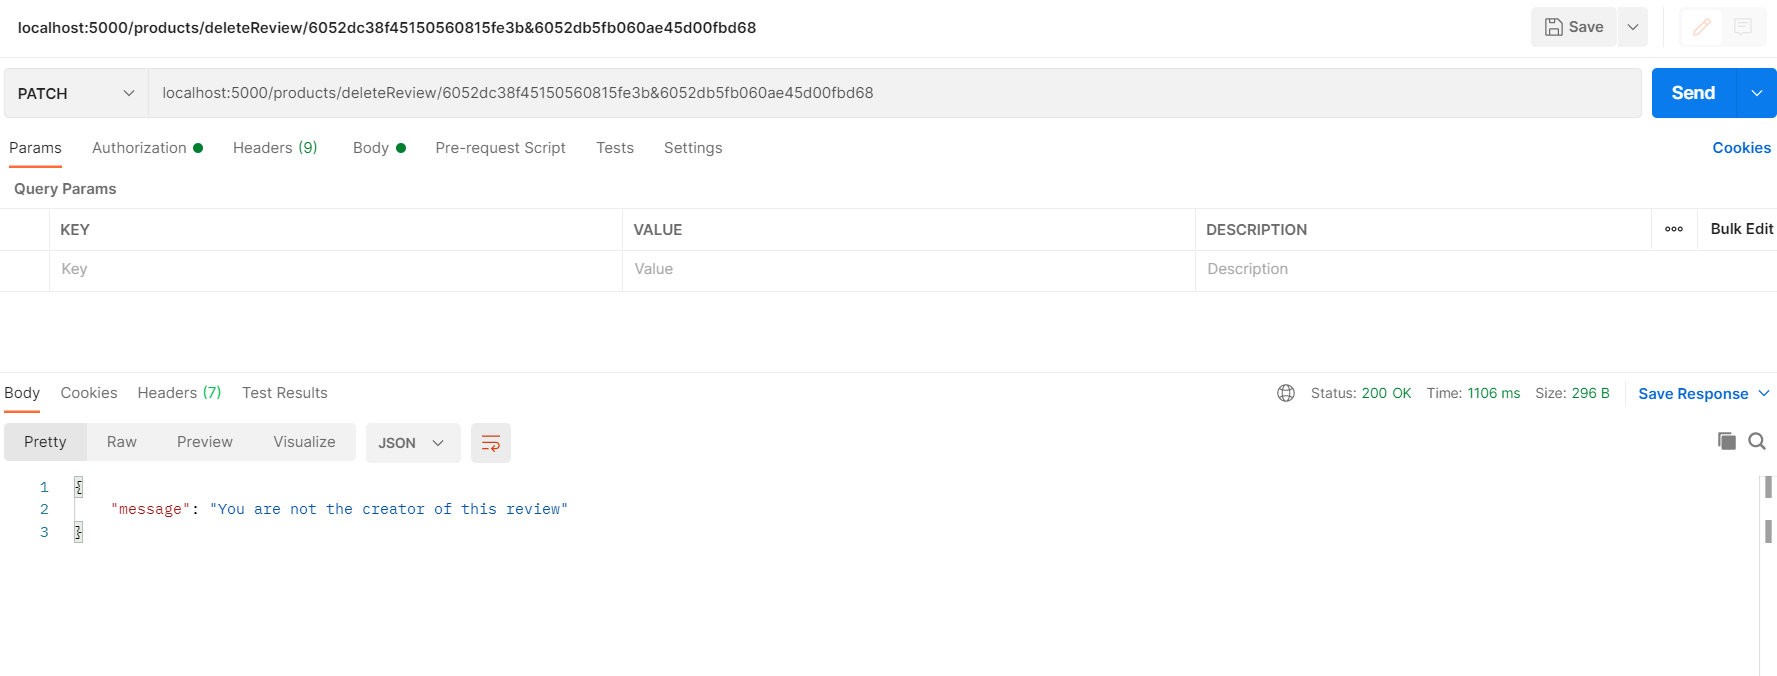 localhost:5000/products/deleteReview/6052dc38f45150560815fe3b&6052db5fb060ae45d00fbd68
Save
PATCH
localhost:5000/products/deleteReview/6052dc38f45150560815fe3b&6052db5fb060ae45d00fbd68
Send
Params Authorization Headers (9) Body Pre-request Script Tests Settings Cookies
Query Params
KEY VALUE DESCRIPTION Bulk Edit
Key Value Description
Body Cookies Headers (7) Test Results Status: 200 OK Time: 1106 ms Size: 296 B Save Response
Pretty Raw Preview Visualize JSON
1 {
2 "message": "You are not the creator of this review"
3 }